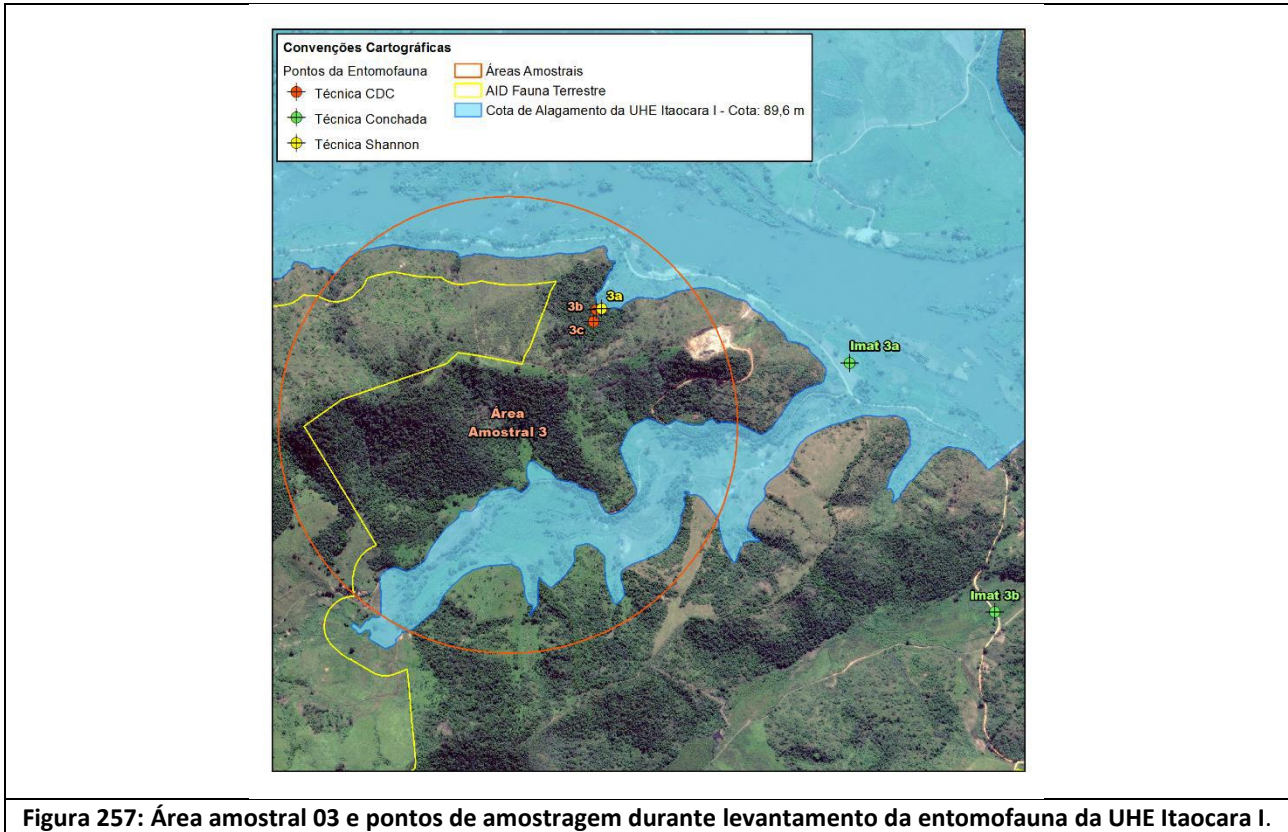 Convenções Cartográficas
Pontos da Entomofauna
Técnica CDC
Técnica Conchada
Técnica Shannon
Áreas Amostrais
AID Fauna Terrestre
Cota de Alagamento da UHE Itaocara I - Cota: 89,6 m
3b
3a
3c
Imat 3a
Área
Amostral 3
Imat 3b
Figura 257: Área amostral 03 e pontos de amostragem durante levantamento da entomofauna da UHE Itaocara I.